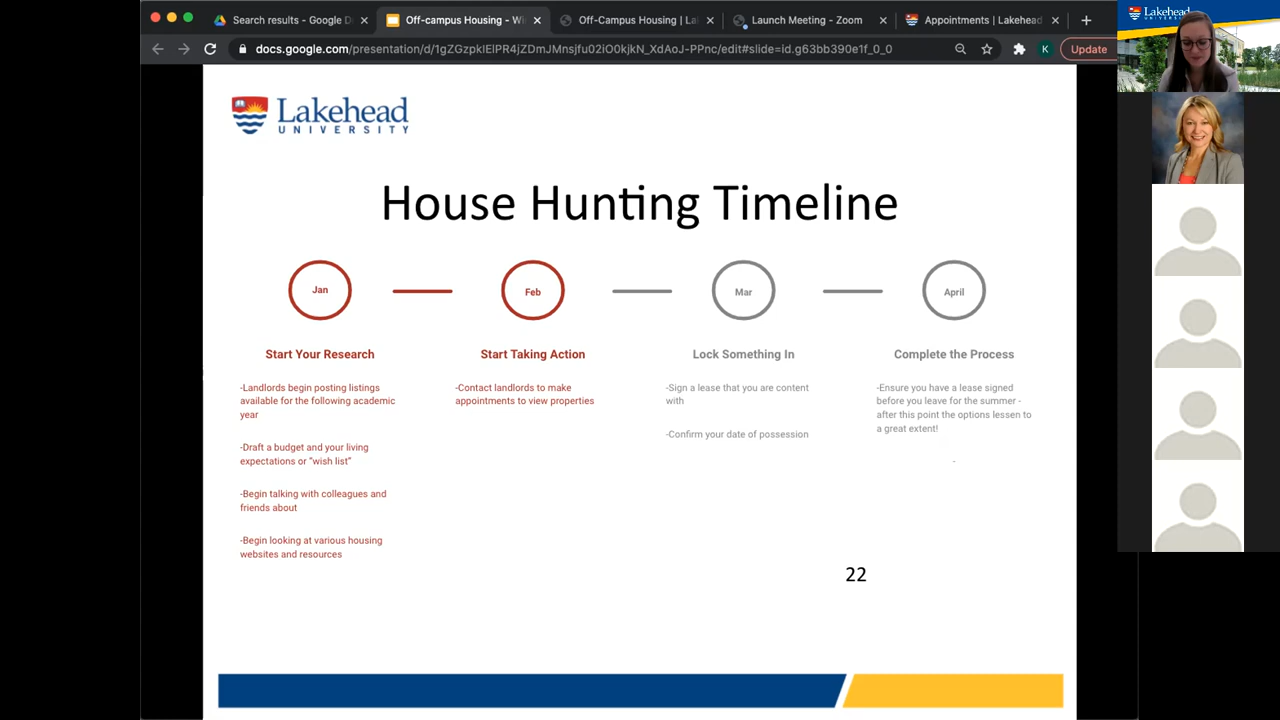 Search results - Google D
Off-campus Housing - Wi
Off-Campus Housing | La
Launch Meeting - Zoom
Appointments | Lakehead
docs.google.com/presentation/d/1gZGzpklElPR4jZDmJMnsjfu02iO0kjkN_XdAoJ-PPnc/edit#slide=id.g63bb390e1f_0_0
K
Update
Lakehead
UNIVERSITY
Lakehead
UNIVERSITY
House Hunting Timeline
Jan
Feb
Mar
April
Start Your Research
Start Taking Action
Lock Something In
Complete the Process
-Landlords begin posting listings
available for the following academic
year
-Draft a budget and your living
expectations or “wish list”
-Begin talking with colleagues and
friends about
-Begin looking at various housing
websites and resources
-Contact landlords to make
appointments to view properties
-Sign a lease that you are content
with
-Confirm your date of possession
-Ensure you have a lease signed
before you leave for the summer -
after this point the options lessen to
a great extent!
-
22